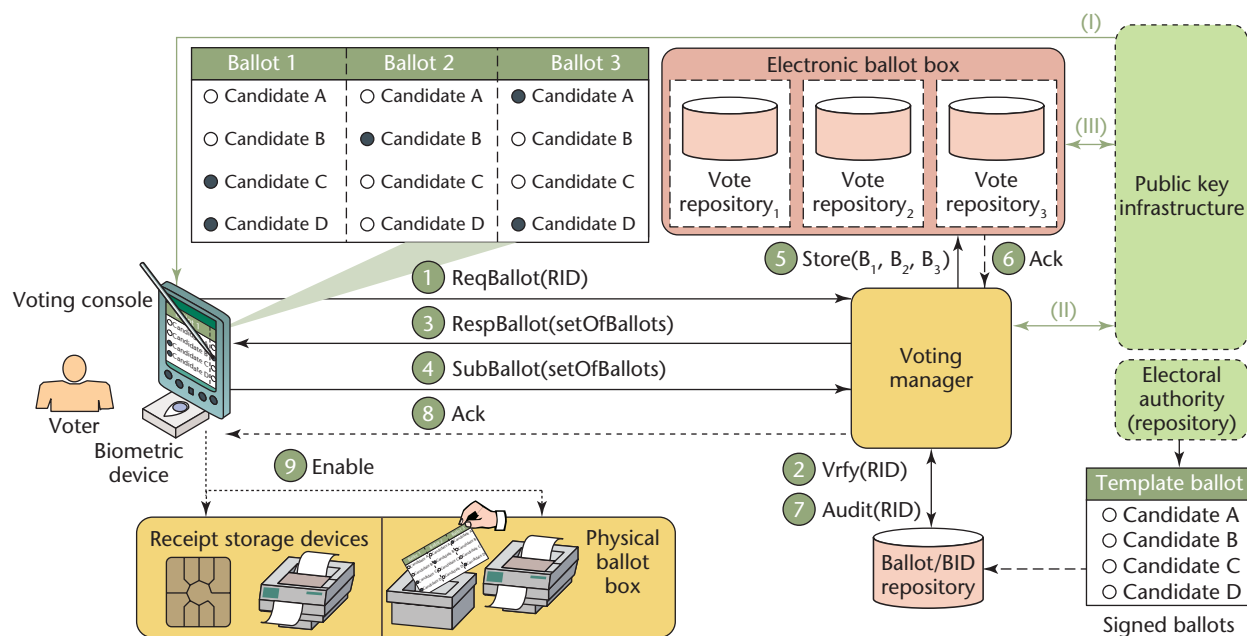 (I)
Ballot 1
Ballot 2
Ballot 3
Candidate A
Candidate A
Candidate A
Candidate B
Candidate B
Candidate B
Candidate C
Candidate C
Candidate C
Candidate D
Candidate D
Candidate D
Electronic ballot box
Vote
repository1
Vote
repository2
Vote
repository3
(III)
Public key
infrastructure
5 Store(B1, B2, B3)
6 Ack
Voting console
1 ReqBallot(RID)
3 RespBallot(setOfBallots)
4 SubBallot(setOfBallots)
8 Ack
Voting
manager
(II)
Candidate B
Candidate C
Candidate D
Voter
Biometric
device
9 Enable
2 Vrfy(RID)
7 Audit(RID)
Electoral
authority
(repository)
Receipt storage devices
Physical
ballot
box
Ballot/BID
repository
Template ballot
Candidate A
Candidate B
Candidate C
Candidate D
Signed ballots